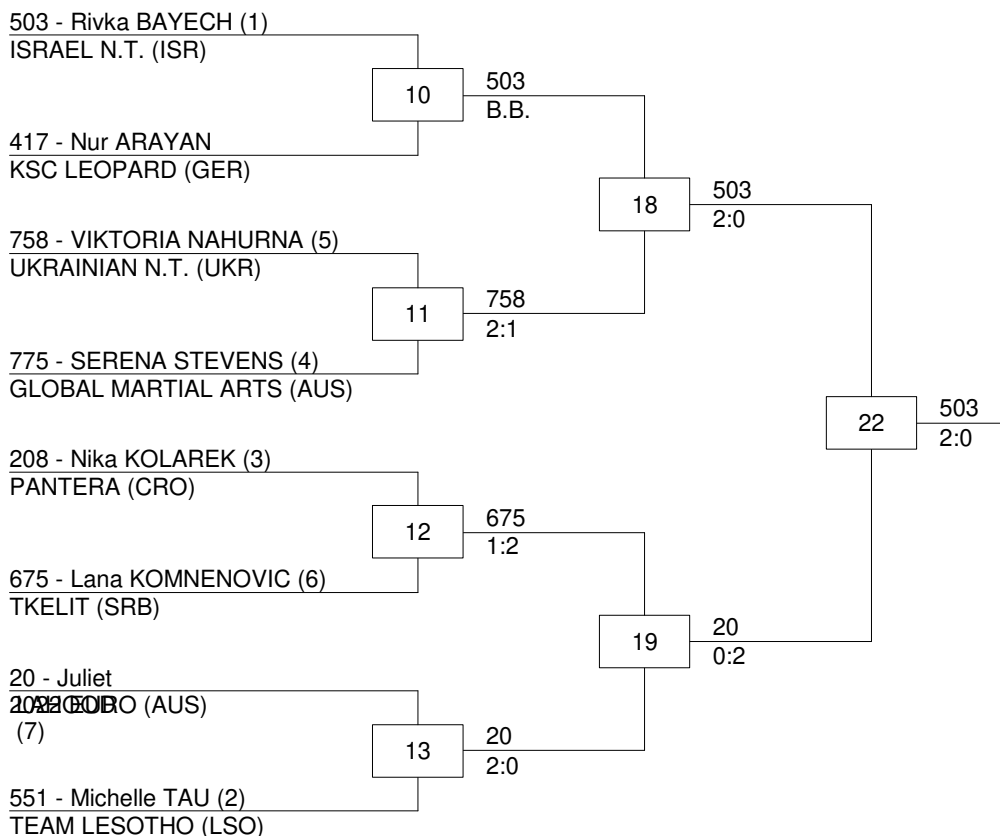 503 - Rivka BAYECH (1)
ISRAEL N.T. (ISR)
10
503
B.B.
417 - Nur ARAYAN
KSC LEOPARD (GER)
18
503
2:0
758 - VIKTORIA NAHURNA (5)
UKRAINIAN N.T. (UKR)
11
758
2:1
775 - SERENA STEVENS (4)
GLOBAL MARTIAL ARTS (AUS)
22
503
2:0
208 - Nika KOLAREK (3)
PANTERA (CRO)
12
675
1:2
675 - Lana KOMNENOVIC (6)
TKELIT (SRB)
19
20
0:2
20 - Juliet
(AUS)
(7)
13
20
2:0
551 - Michelle TAU (2)
TEAM LESOTHO (LSO)